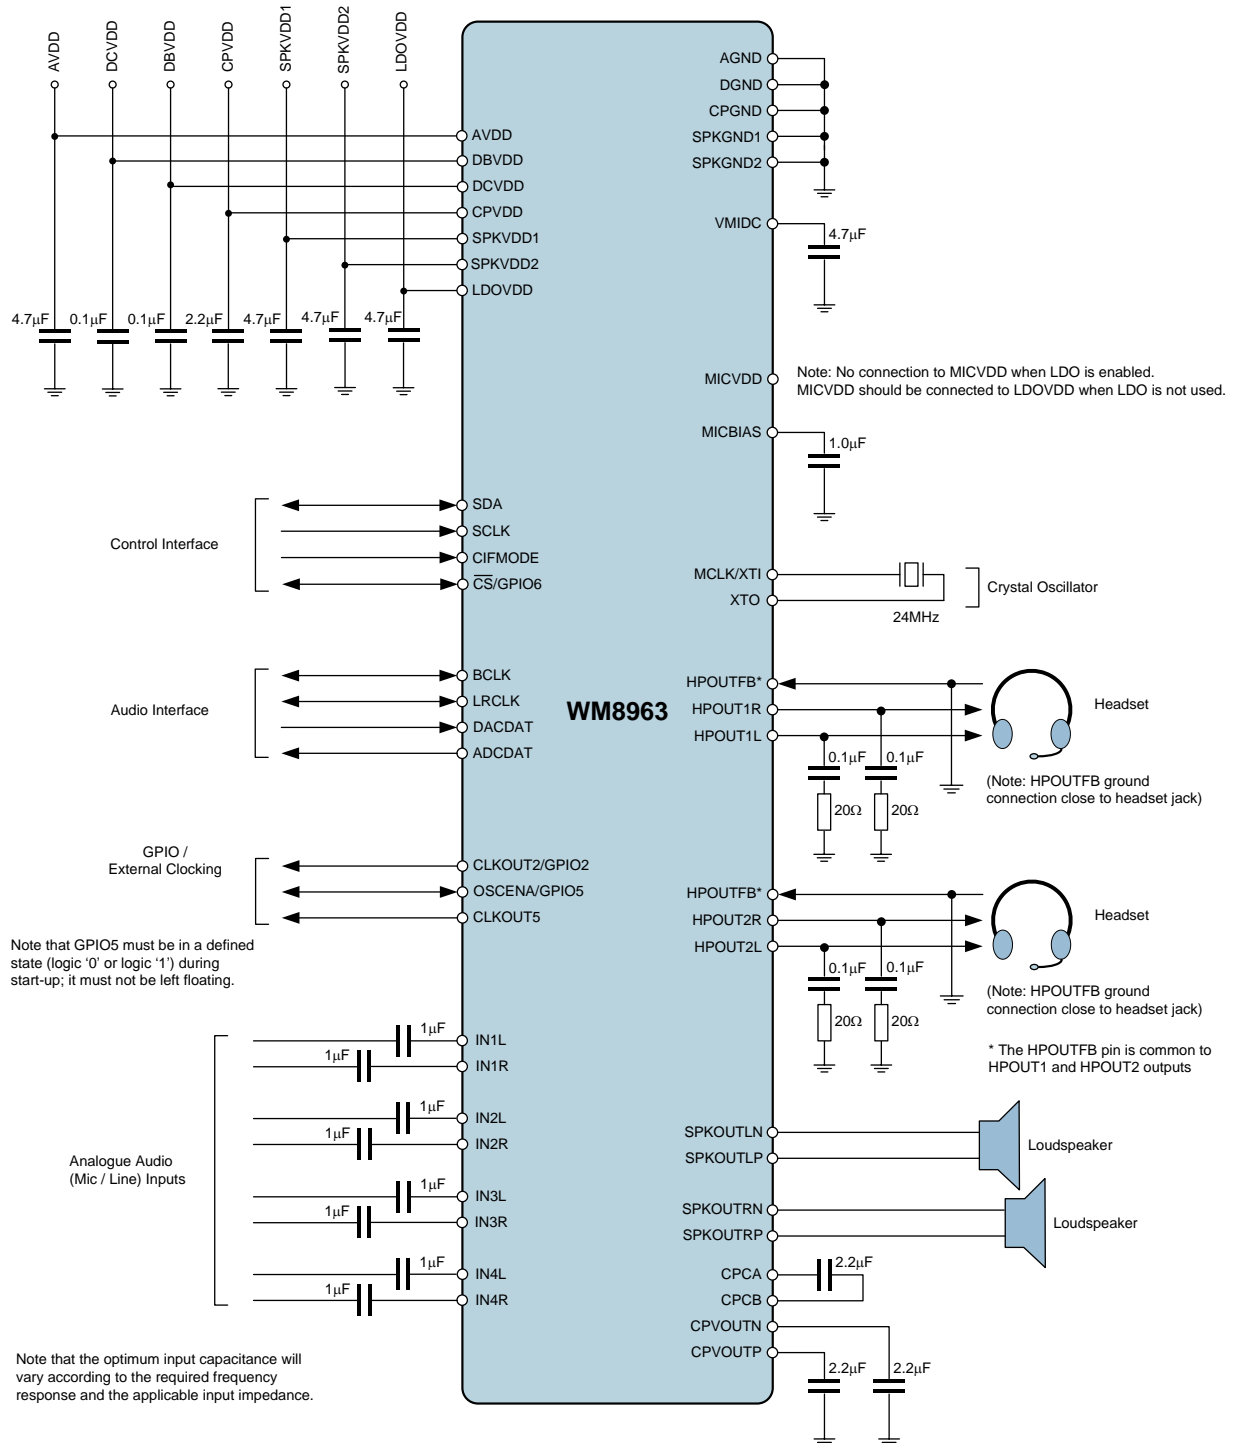 AVDD
DCVDD
DBVDD
CPVDD
SPKVDD1
SPKVDD2
LDOVDD
AVDD
DBVDD
DCVDD
CPVDD
SPKVDD1
SPKVDD2
LDOVDD
4.7μF
0.1μF
0.1μF
2.2μF
4.7μF
4.7μF
4.7μF
Control Interface
SDA
SCLK
CIFMODE
CS/GPIO6
Audio Interface
BCLK
LRCLK
DACDAT
ADCDAT
GPIO /
External Clocking
CLKOUT2/GPIO2
OSCENA/GPIO5
CLKOUT5
Note that GPIO5 must be in a defined
state (logic ‘0’ or logic ‘1’) during
start-up; it must not be left floating.
Analogue Audio
(Mic / Line) Inputs
1μF
IN1L
1μF
IN1R
1μF
IN2L
1μF
IN2R
1μF
IN3L
1μF
IN3R
1μF
IN4L
1μF
IN4R
Note that the optimum input capacitance will
vary according to the required frequency
response and the applicable input impedance.
WM8963
AGND
DGND
CPGND
SPKGND1
SPKGND2
VMIDC
4.7μF
MICVDD
Note: No connection to MICVDD when LDO is enabled.
MICVDD should be connected to LDOVDD when LDO is not used.
MICBIAS
1.0μF
MCLK/XTI
XTO
24MHz
Crystal Oscillator
HPOUTFB*
HPOUT1R
HPOUT1L
0.1μF
0.1μF
20Ω
20Ω
Headset
(Note: HPOUTFB ground
connection close to headset jack)
HPOUTFB*
HPOUT2R
HPOUT2L
0.1μF
0.1μF
20Ω
20Ω
Headset
(Note: HPOUTFB ground
connection close to headset jack)
* The HPOUTFB pin is common to
HPOUT1 and HPOUT2 outputs
SPKOUTLN
SPKOUTLP
Loudspeaker
SPKOUTRN
SPKOUTRP
Loudspeaker
CPCA
2.2μF
CPCB
CPVOUTN
CPVOUTP
2.2μF
2.2μF